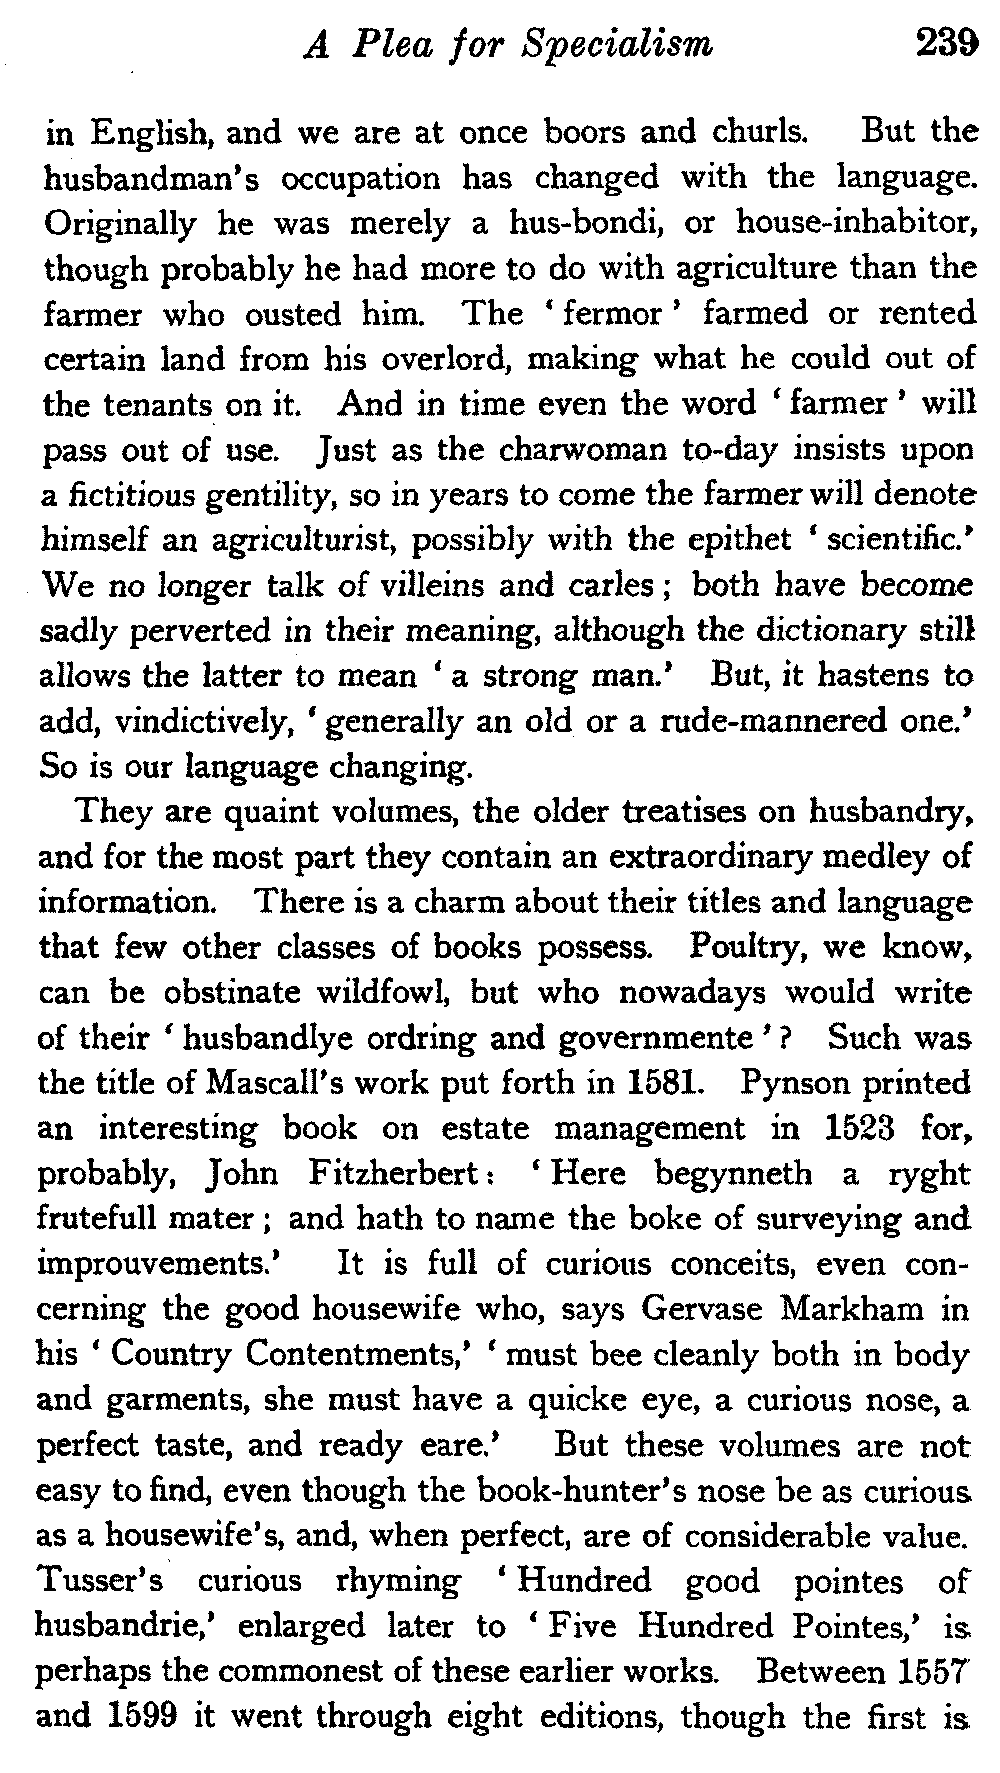 A Plea for Specialism 239
in English, and we are at once boors and churls. But the
husbandman's occupation has changed with the language.
Originally he was merely a hus-bondi, or house-inhabitor,
though probably he had more to do with agriculture than the
farmer who ousted him. The ‘ fermor ’ farmed or rented
certain land from his overlord, making what he could out of
the tenants on it. And in time even the word ‘ farmer ’ will
pass out of use. Just as the charwoman to-day insists upon
a fictitious gentility, so in years to come the farmer will denote
himself an agriculturist, possibly with the epithet ‘ scientific.’
We no longer talk of villeins and carles ; both have become
sadly perverted in their meaning, although the dictionary still
allows the latter to mean ‘ a strong man.’ But, it hastens to
add, vindictively, ‘ generally an old or a rude-mannered one.’
So is our language changing.
They are quaint volumes, the older treatises on husbandry,
and for the most part they contain an extraordinary medley of
information. There is a charm about their titles and language
that few other classes of books possess. Poultry, we know,
can be obstinate wildfowl, but who nowadays would write
of their ‘ husbandlye ordring and governmente ’ ? Such was
the title of Mascall's work put forth in 1581. Pynson printed
an interesting book on estate management in 1523 for,
probably, John Fitzherbert : ‘ Here begynneth a ryght
frutefull mater ; and hath to name the boke of surveying and
improuvements.’ It is full of curious conceits, even con-
cerning the good housewife who, says Gervase Markham in
his ‘ Country Contentments,’ ‘ must bee cleanly both in body
and garments, she must have a quicke eye, a curious nose, a
perfect taste, and ready eare.’ But these volumes are not
easy to find, even though the book-hunter's nose be as curious
as a housewife's, and, when perfect, are of considerable value.
Tusser's curious rhyming ‘ Hundred good pointes of
husbandrie,’ enlarged later to ‘ Five Hundred Pointes,’ is
perhaps the commonest of these earlier works. Between 1557
and 1599 it went through eight editions, though the first is